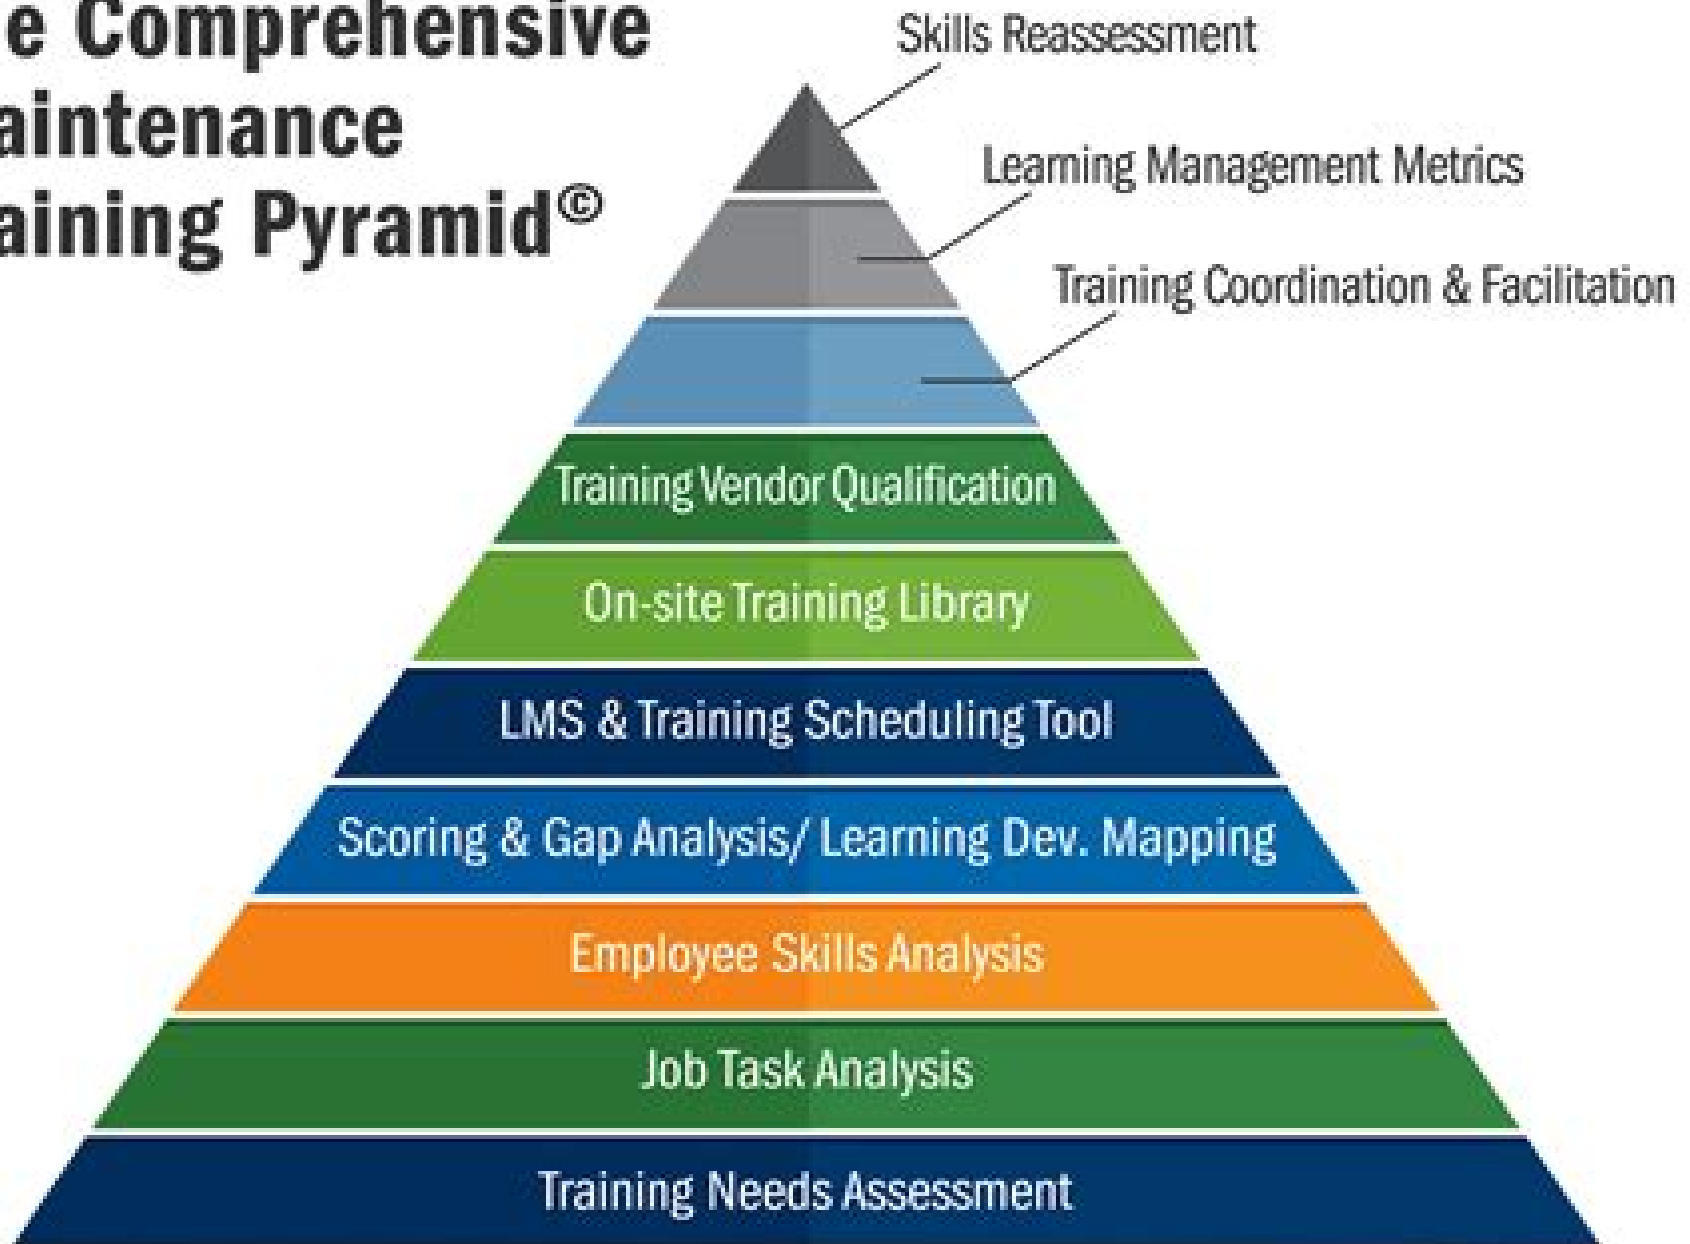 e Comprehensive
aintenance
aining Pyramid©
Skills Reassessment
Learning Management Metrics
Training Coordination & Facilitation
Training Vendor Qualification
On-site Training Library
LMS & Training Scheduling Tool
Scoring & Gap Analysis/ Learning Dev. Mapping
Employee Skills Analysis
Job Task Analysis
Training Needs Assessment